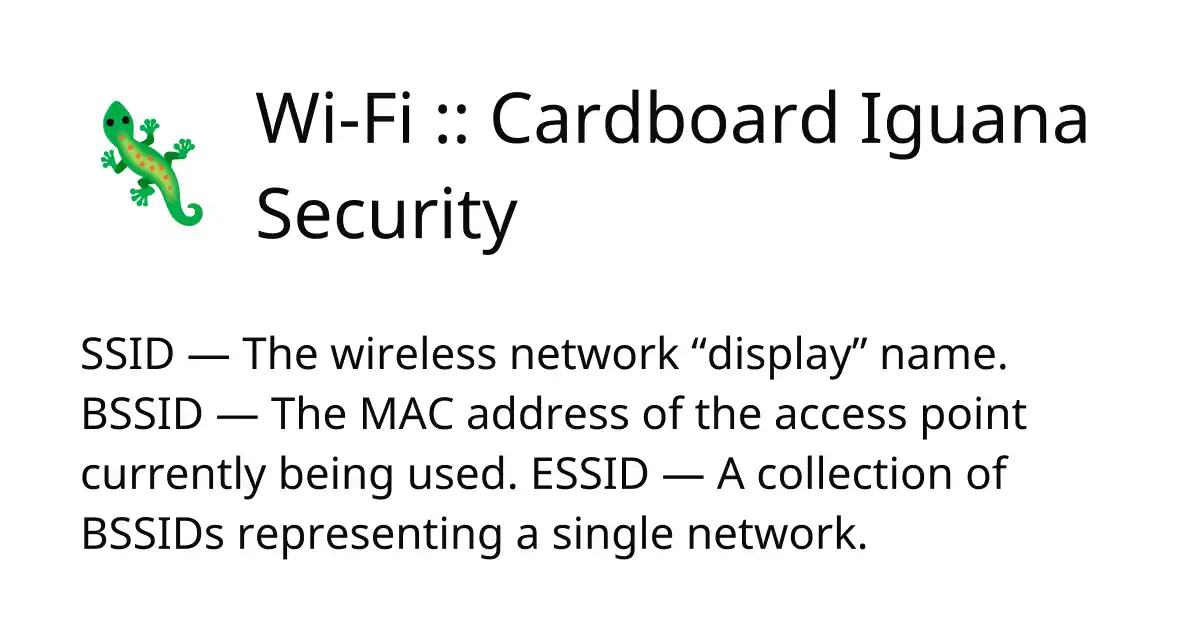 Wi-Fi :: Cardboard Iguana
Security
SSID — The wireless network “display” name.
BSSID — The MAC address of the access point
currently being used. ESSID — A collection of
BSSIDs representing a single network.